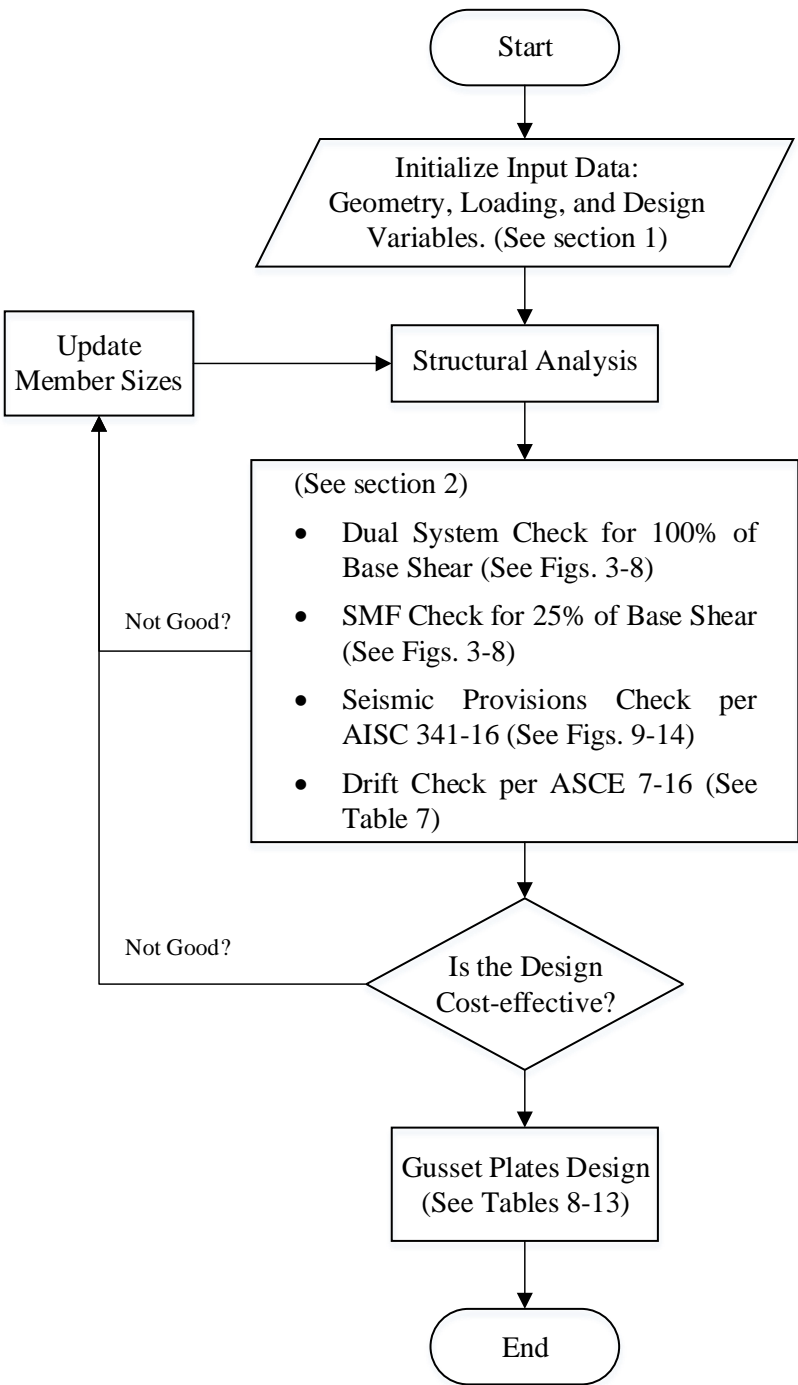 Start
Initialize Input Data:
Geometry, Loading, and Design
Variables. (See section 1)
Update
Member Sizes
Structural Analysis
(See section 2)
• Dual System Check for 100% of
Base Shear (See Figs. 3-8)
• SMF Check for 25% of Base Shear
(See Figs. 3-8)
• Seismic Provisions Check per
AISC 341-16 (See Figs. 9-14)
• Drift Check per ASCE 7-16 (See
Table 7)
Not Good?
Not Good?
Is the Design
Cost-effective?
Gusset Plates Design
(See Tables 8-13)
End